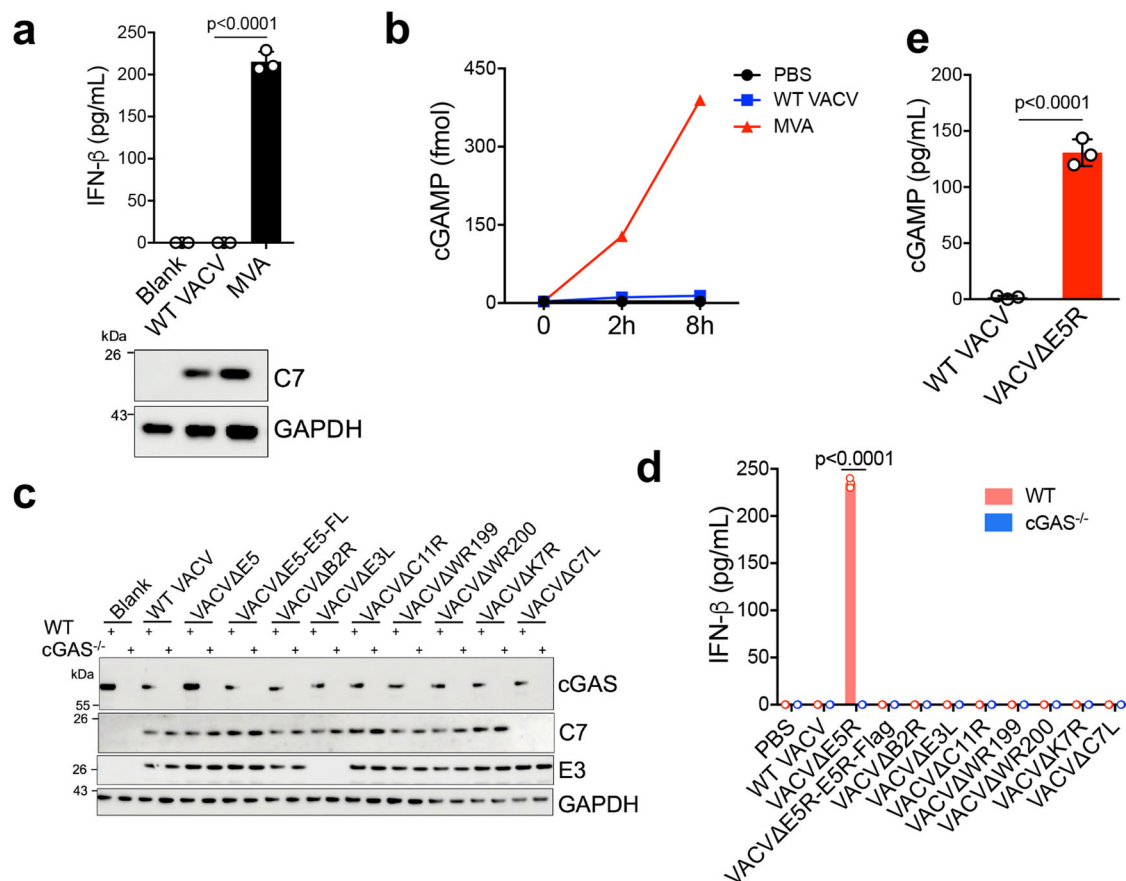 a
p<0.0001
IFN-β (pg/mL)
250
200
150
100
50
0
Blank
WT VACV
MVA
kDa
26
C7
43
GAPDH
b
cGAMP (fmol)
450
300
150
0
0
2h
8h
PBS
WT VACV
MVA
e
cGAMP (pg/mL)
200
150
100
50
0
p<0.0001
WT VACV
VACVΔE5R
c
Blank
WT VACV
VACVΔE5
VACVΔE5-E5-FL
VACVΔB2R
VACVΔE3L
VACVΔC11R
VACVΔWR199
VACVΔWR200
VACVΔK7R
VACVΔC7L
WT + + + + + + + + + + +
cGAS-/- + + + + + + + + + + +
kDa
55
cGAS
26
C7
26
E3
43
GAPDH
d
p<0.0001
IFN-β (pg/mL)
250
200
150
100
50
0
WT
cGAS-/-
PBS
WT VACV
VACVΔE5R
VACVΔE5R-E5R-Flag
VACVΔB2R
VACVΔE3L
VACVΔC11R
VACVΔWR199
VACVΔWR200
VACVΔK7R
VACVΔC7L